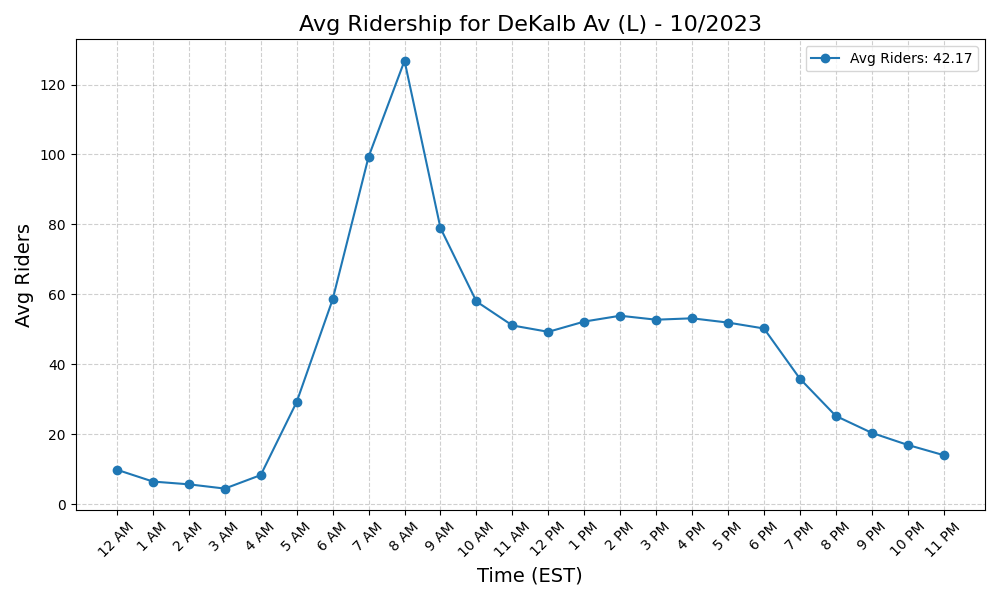 Avg Ridership for DeKalb Av (L) - 10/2023
Avg Riders: 42.17
Avg Riders
120
100
80
60
40
20
0
12 AM
1 AM
2 AM
3 AM
4 AM
5 AM
6 AM
7 AM
8 AM
9 AM
10 AM
11 AM
12 PM
1 PM
2 PM
3 PM
4 PM
5 PM
6 PM
7 PM
8 PM
9 PM
10 PM
11 PM
Time (EST)